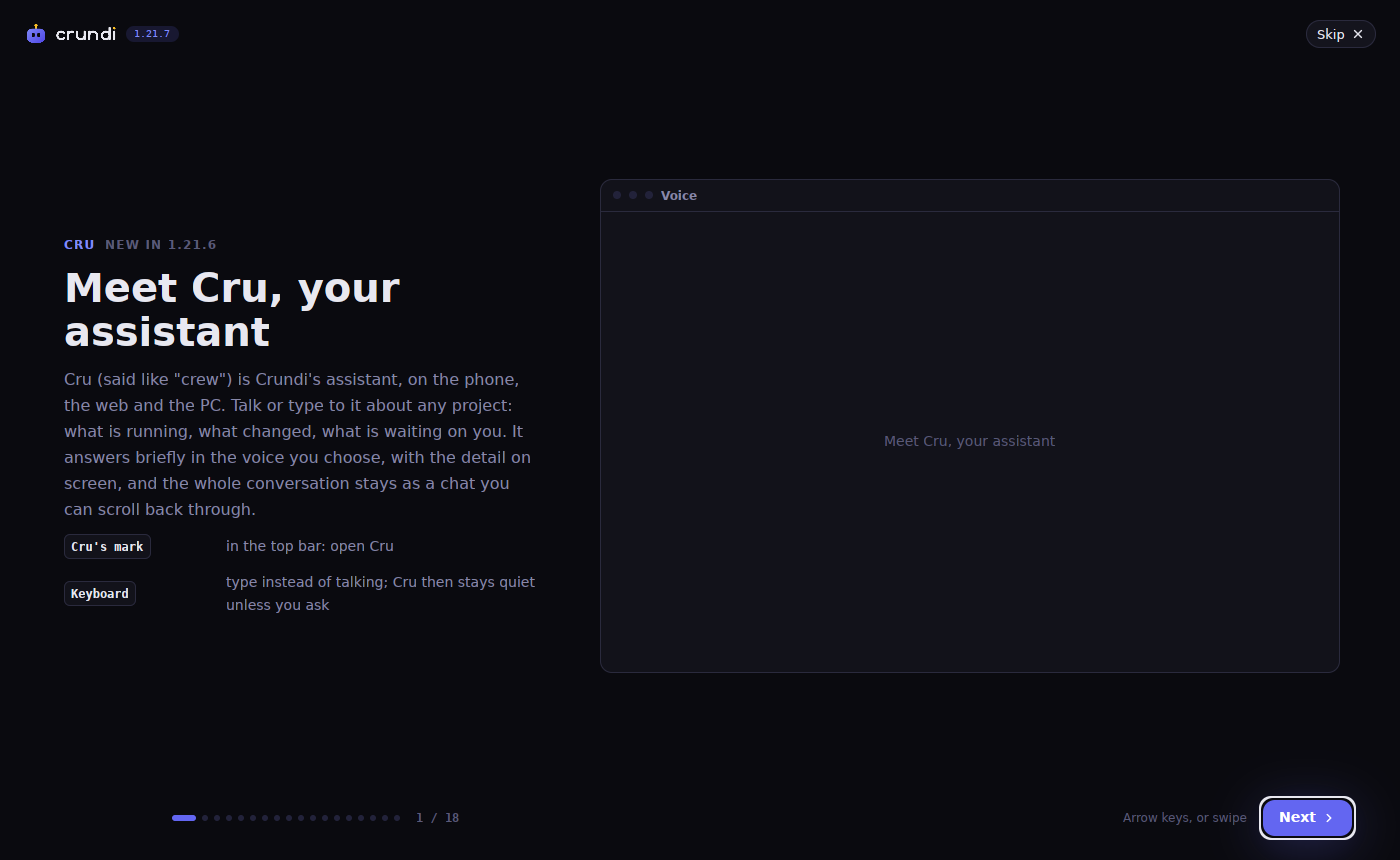 crundi 1.21.7
Skip
CRU NEW IN 1.21.6
Meet Cru, your
assistant
Cru (said like "crew") is Crundi's assistant, on the phone,
the web and the PC. Talk or type to it about any project:
what is running, what changed, what is waiting on you. It
answers briefly in the voice you choose, with the detail on
screen, and the whole conversation stays as a chat you
can scroll back through.
Cru's mark in the top bar: open Cru
Keyboard type instead of talking; Cru then stays quiet
unless you ask
Voice
Meet Cru, your assistant
1 / 18
Arrow keys, or swipe
Next